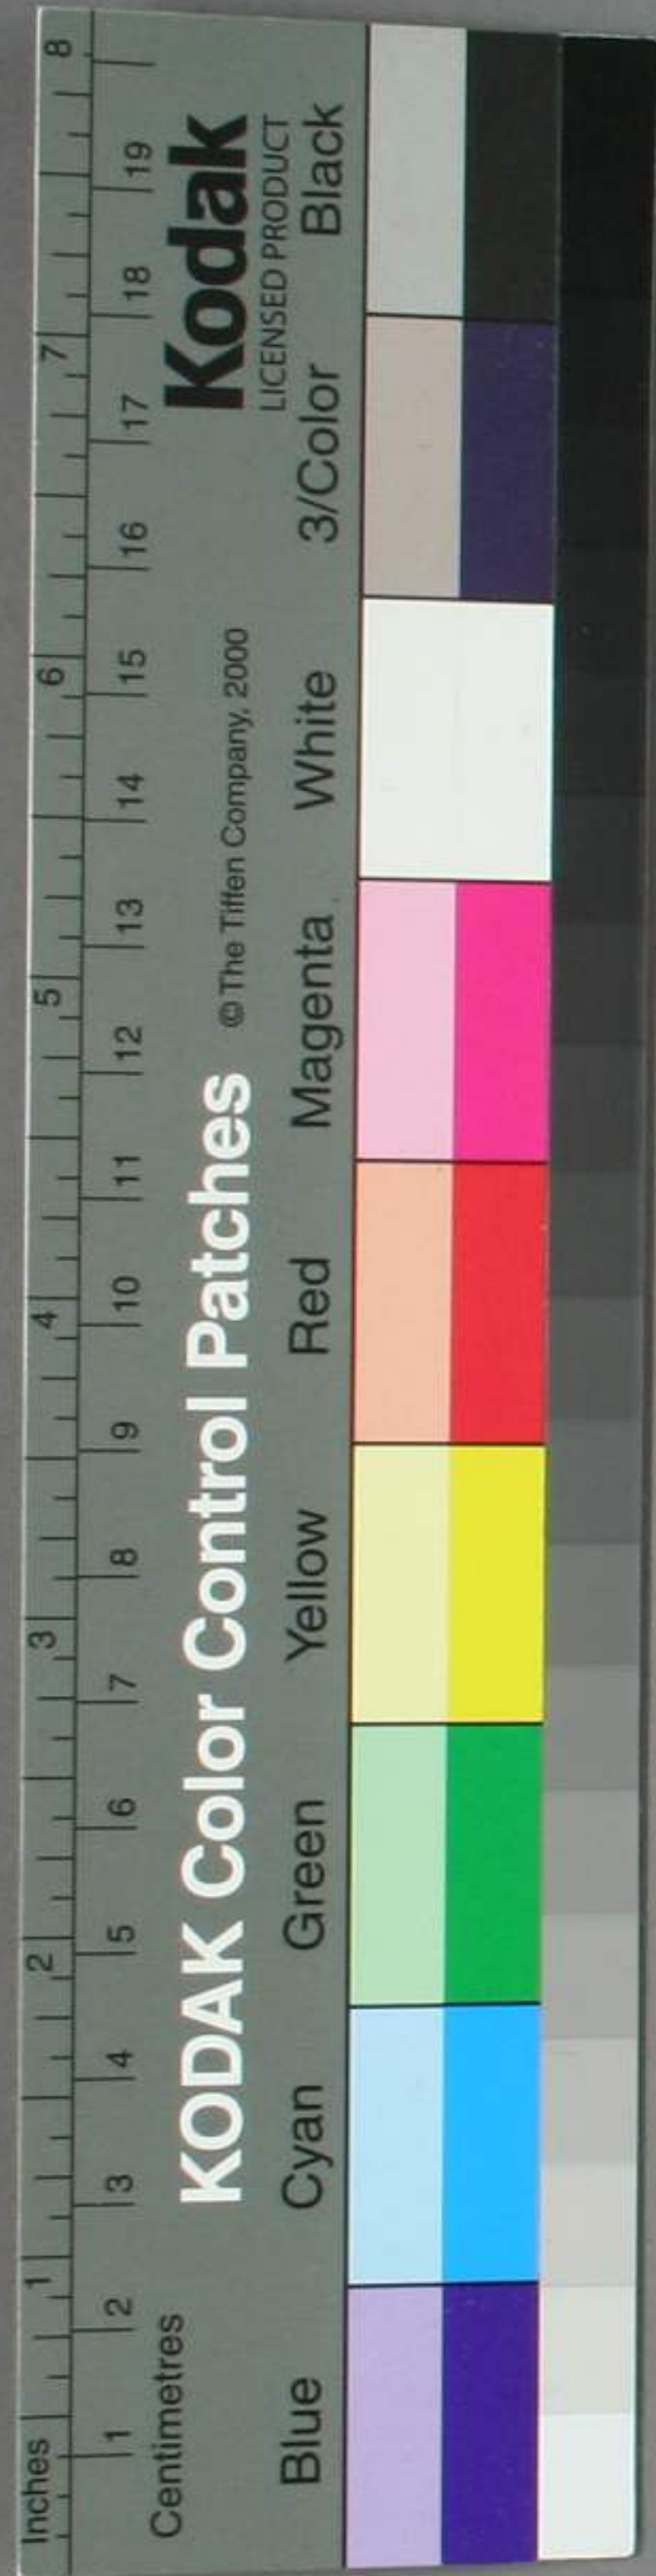 Inches 1 2 3 4 5 6 7 8
1 2 3 4 5 6 7 8 9 10 11 12 13 14 15 16 17 18 19
Centimetres
KODAK Color Control Patches
© The Tiffen Company, 2000
Kodak
LICENSED PRODUCT
Blue Cyan Green Yellow Red Magenta White 3/Color Black